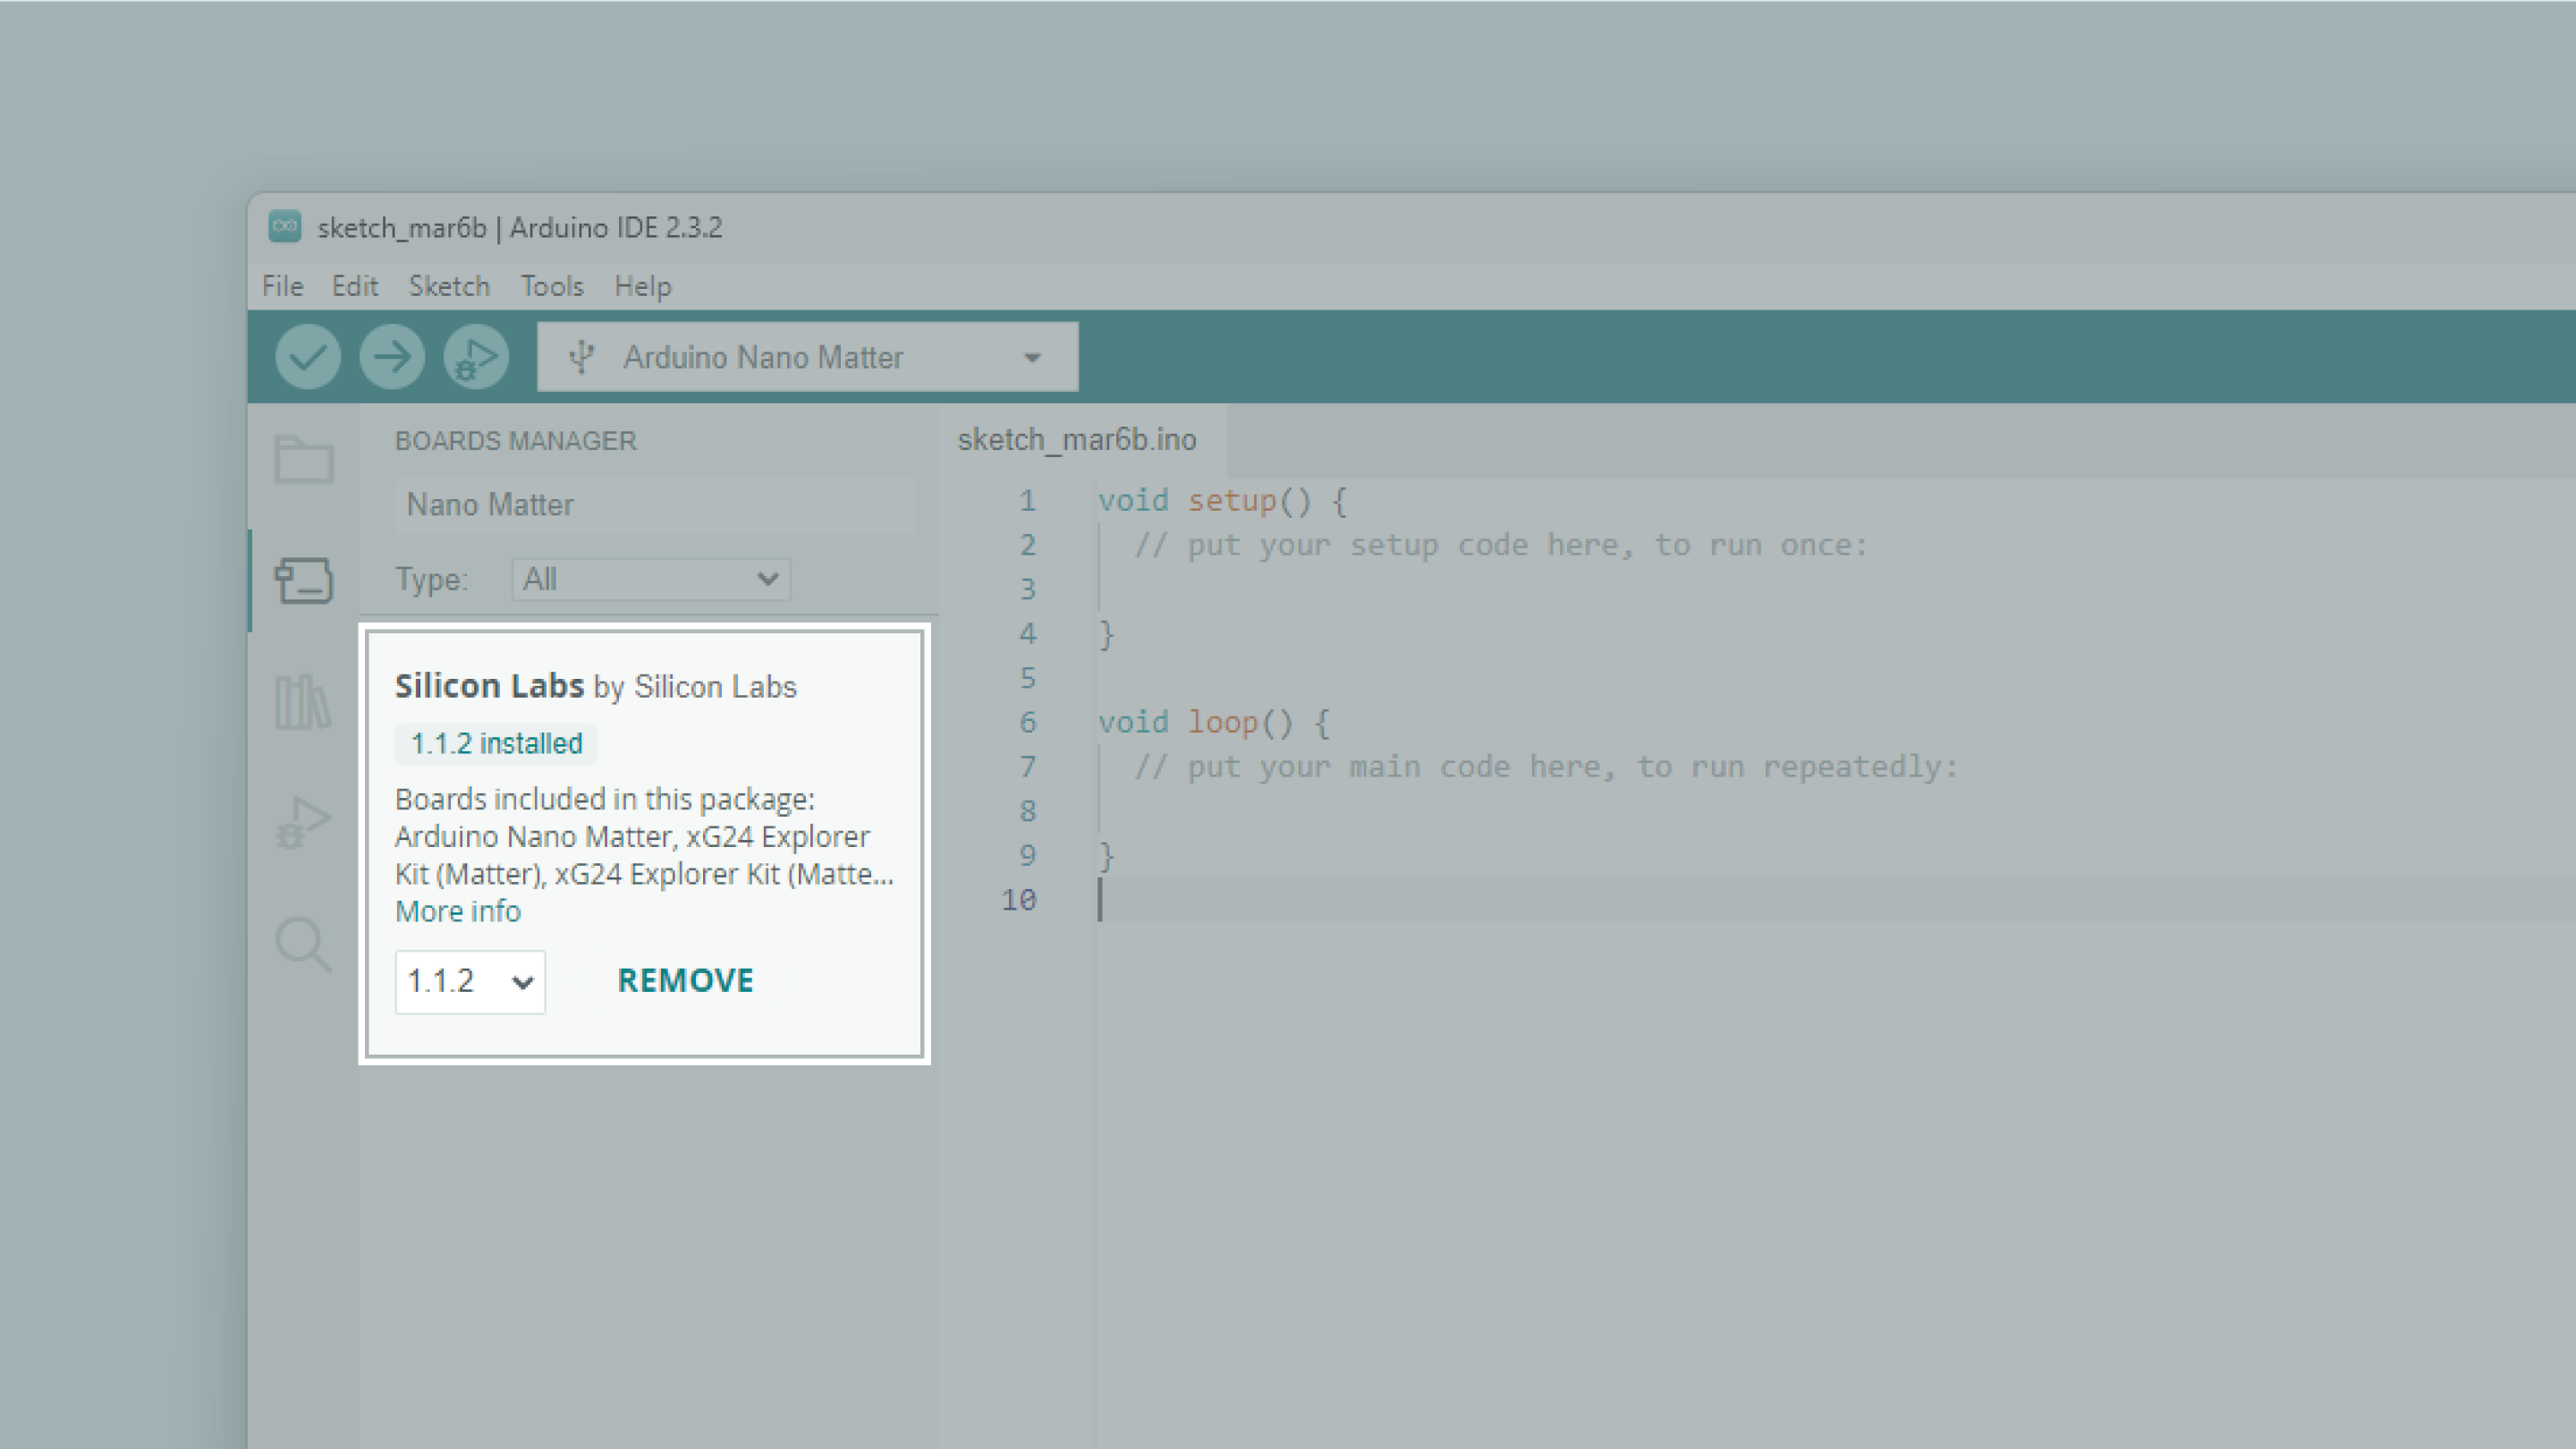 sketch_mar6b | Arduino IDE 2.3.2
File Edit Sketch Tools Help
Arduino Nano Matter
BOARDS MANAGER
Nano Matter
Type: All
Silicon Labs by Silicon Labs
1.1.2 installed
Boards included in this package:
Arduino Nano Matter, xG24 Explorer
Kit (Matter), xG24 Explorer Kit (Matte...
More info
1.1.2 REMOVE
sketch_mar6b.ino
1 void setup() {
2 // put your setup code here, to run once:
3
4 }
5
6 void loop() {
7 // put your main code here, to run repeatedly:
8
9 }
10